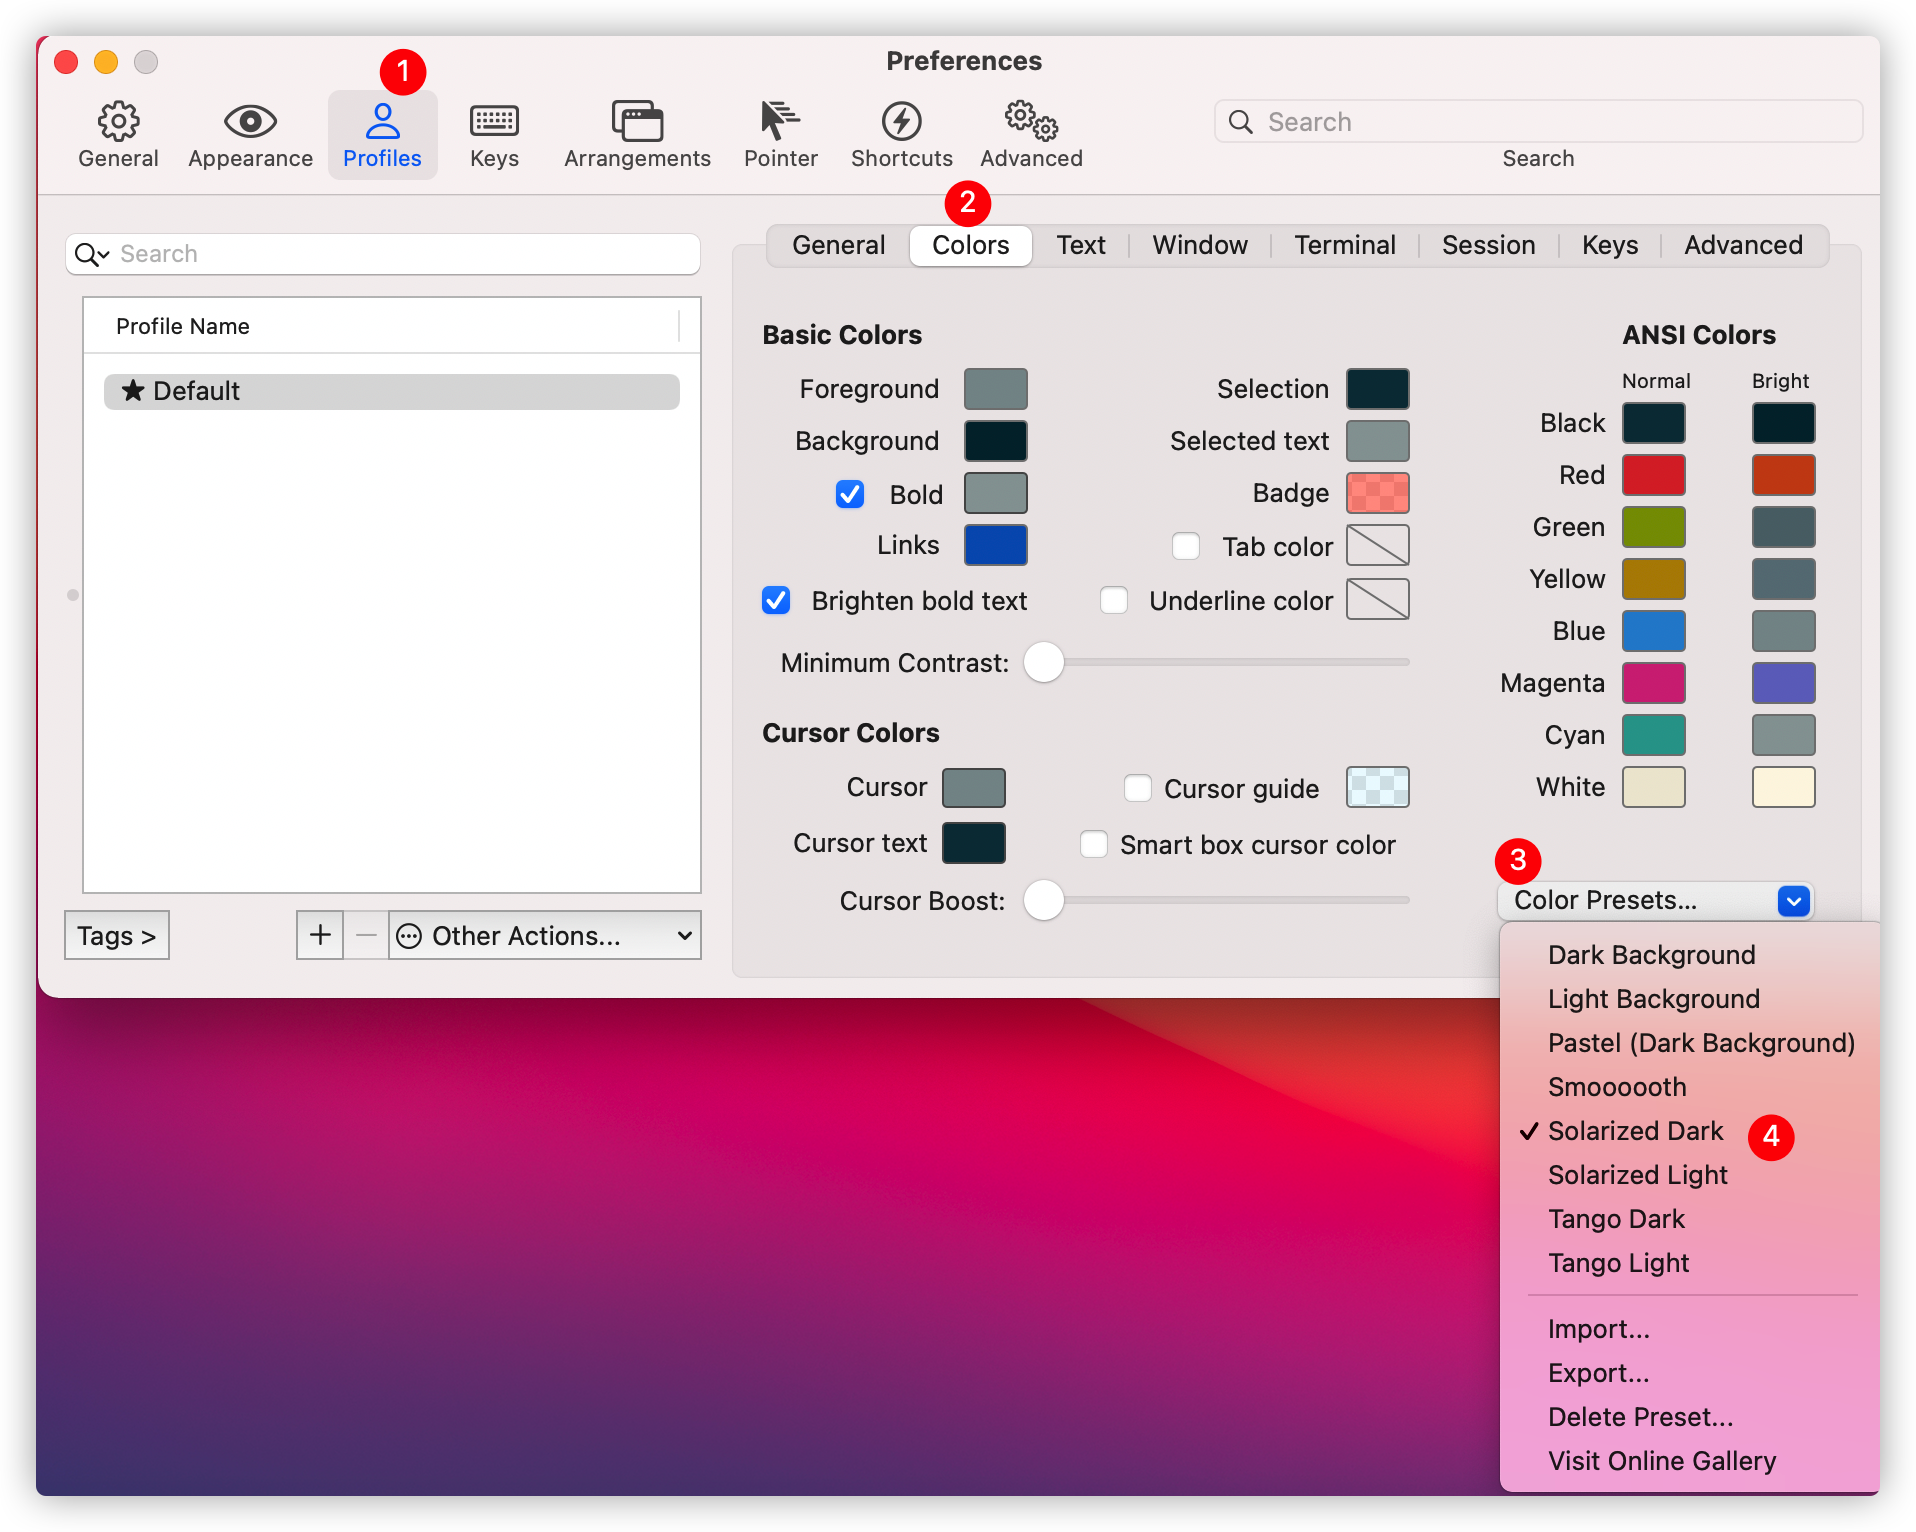 Preferences
1
General
Appearance
Profiles
Keys
Arrangements
Pointer
Shortcuts
Advanced
Search
Search
2
Search
Profile Name
Default
Tags >
Other Actions...
General
Colors
Text
Window
Terminal
Session
Keys
Advanced
Basic Colors
Foreground
Background
Bold
Links
Brighten bold text
Minimum Contrast:
Selection
Selected text
Badge
Tab color
Underline color
Cursor Colors
Cursor
Cursor text
Cursor Boost:
Cursor guide
Smart box cursor color
ANSI Colors
Normal Bright
Black
Red
Green
Yellow
Blue
Magenta
Cyan
White
3
Color Presets...
Dark Background
Light Background
Pastel (Dark Background)
Smoooooth
Solarized Dark
4
Solarized Light
Tango Dark
Tango Light
Import...
Export...
Delete Preset...
Visit Online Gallery